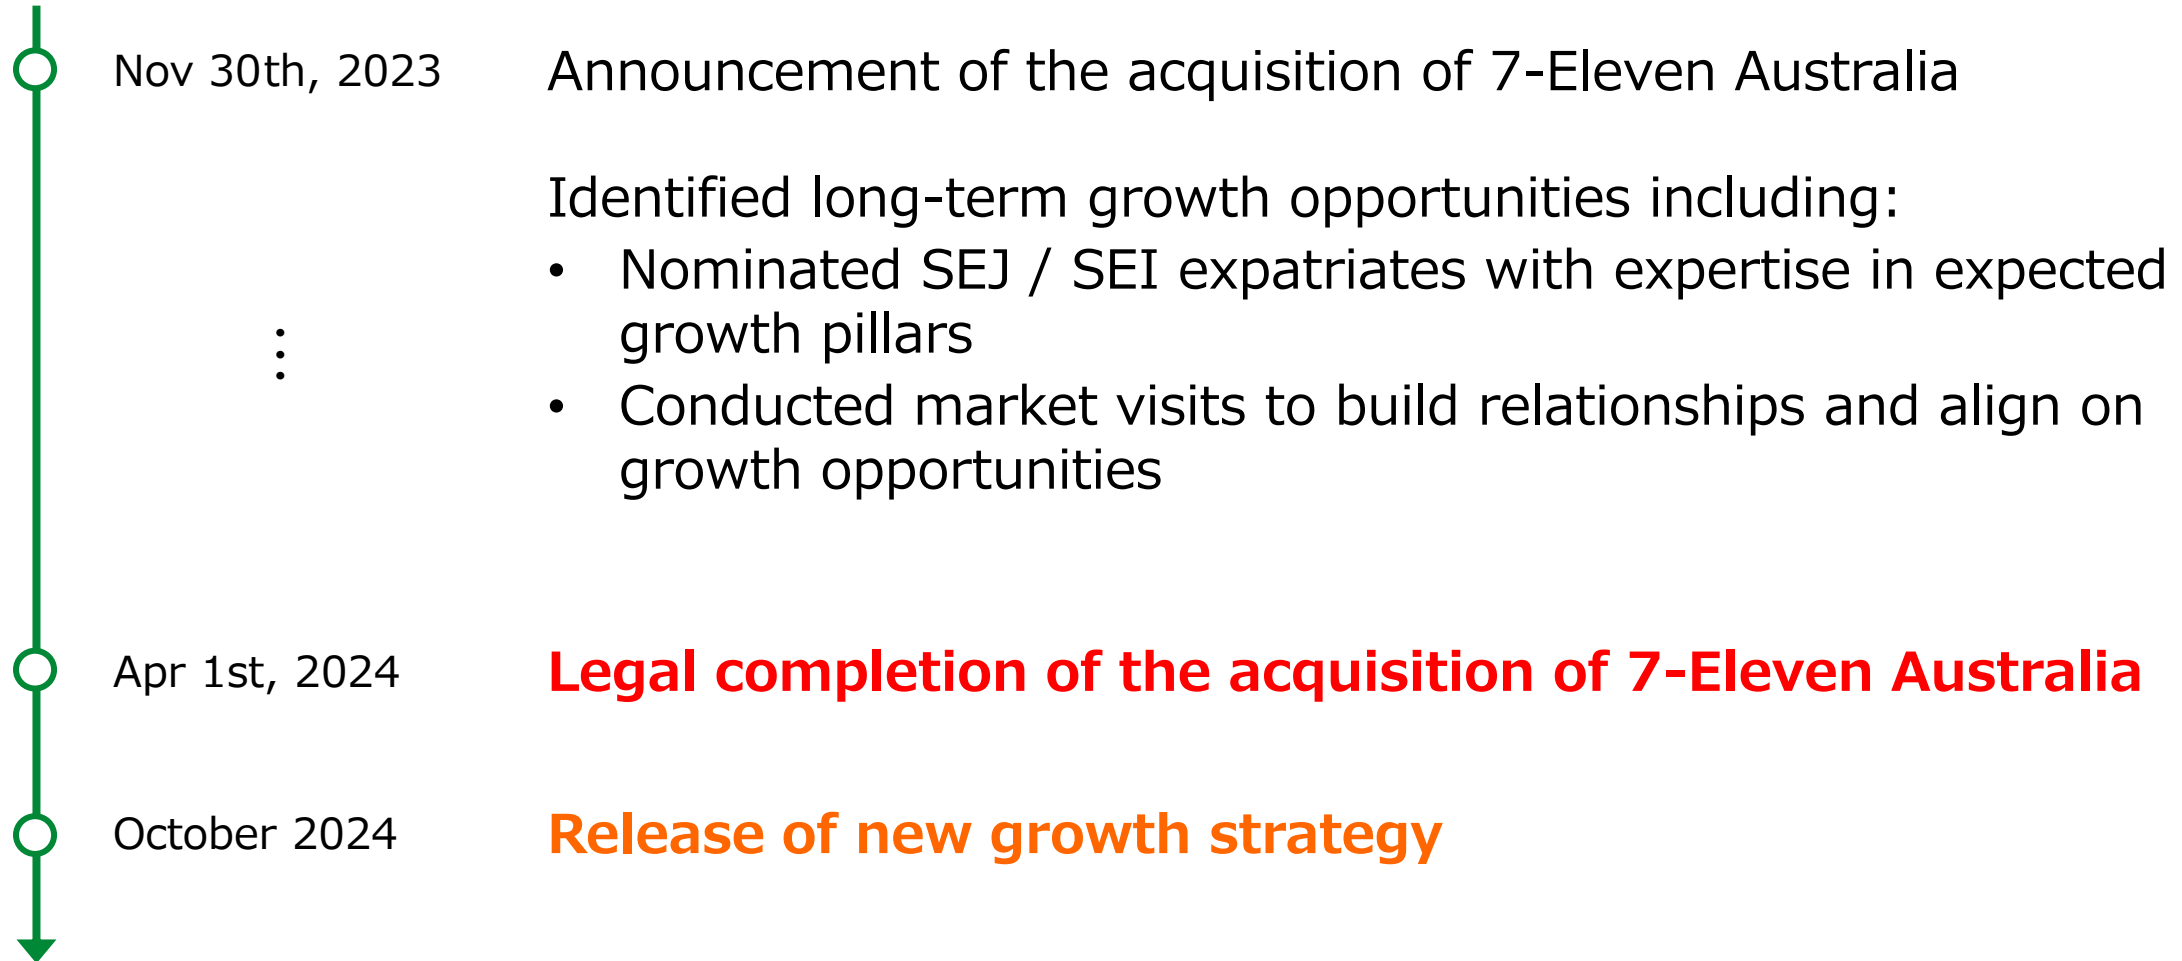 Nov 30th, 2023 Announcement of the acquisition of 7-Eleven Australia
Identified long-term growth opportunities including:
• Nominated SEJ / SEI expatriates with expertise in expected
growth pillars
⋮
• Conducted market visits to build relationships and align on
growth opportunities
Apr 1st, 2024 Legal completion of the acquisition of 7-Eleven Australia
October 2024 Release of new growth strategy